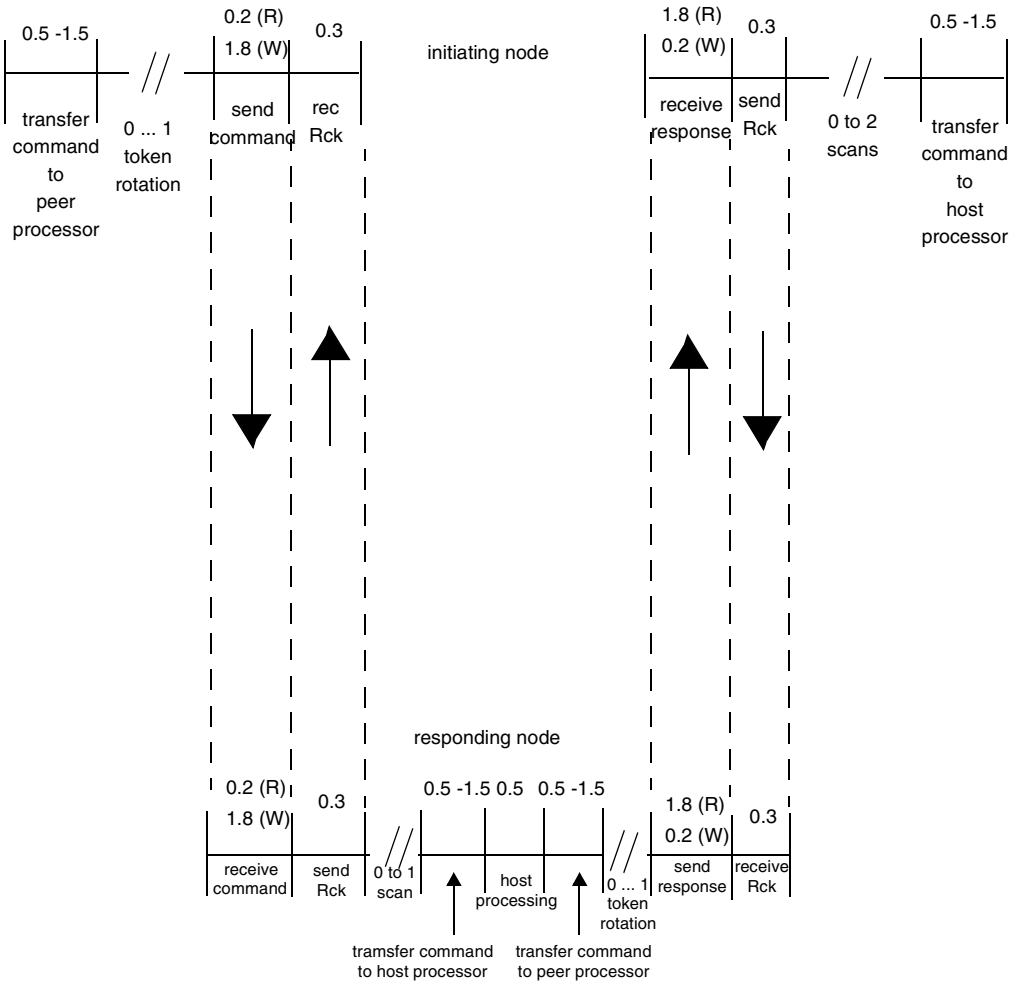 0.5 -1.5
0.2 (R)
1.8 (W)
0.3
initiating node
1.8 (R)
0.2 (W)
0.3
0.5 -1.5
transfer
command
to
peer
processor
0 ... 1
token
rotation
send
command
rec
Rck
receive
response
send
Rck
0 to 2
scans
transfer
command
to
host
processor
responding node
0.2 (R)
1.8 (W)
0.3
0.5 -1.5 0.5 0.5 -1.5
1.8 (R)
0.2 (W)
0.3
receive
command
send
Rck
0 to 1
scan
host
processing
0 ... 1
token
rotation
send
response
receive
Rck
tramsfer command
to host processor
transfer command
to peer processor